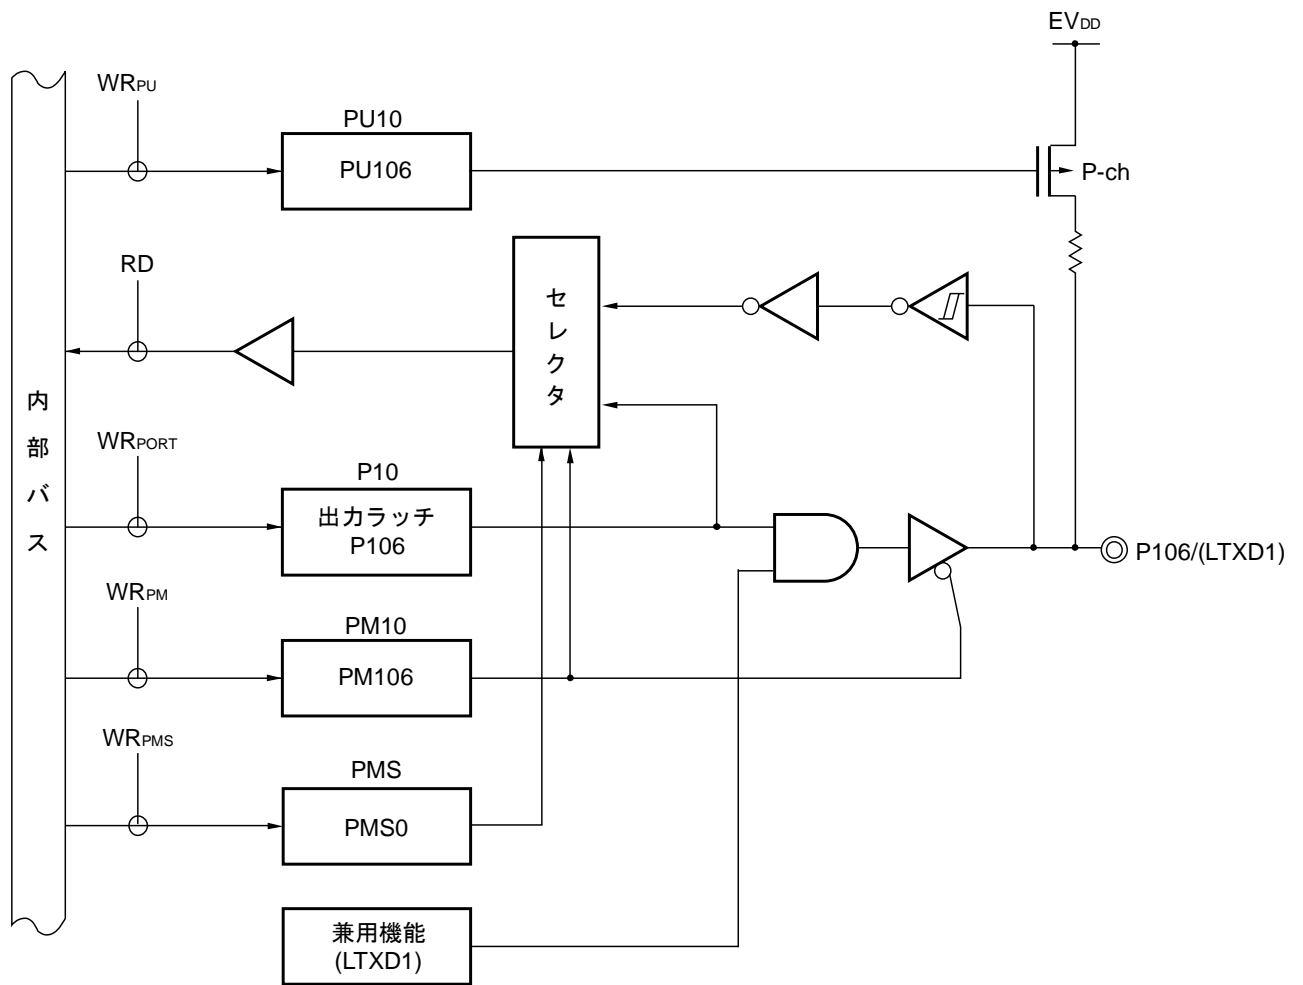 EVDD
WRPU
PU10
PU106
P-ch
RD
セレクタ
内部バス
WRPORT
P10
出力ラッチ
P106
P106/(LTXD1)
WRPM
PM10
PM106
WRPMS
PMS
PMS0
兼用機能
(LTXD1)